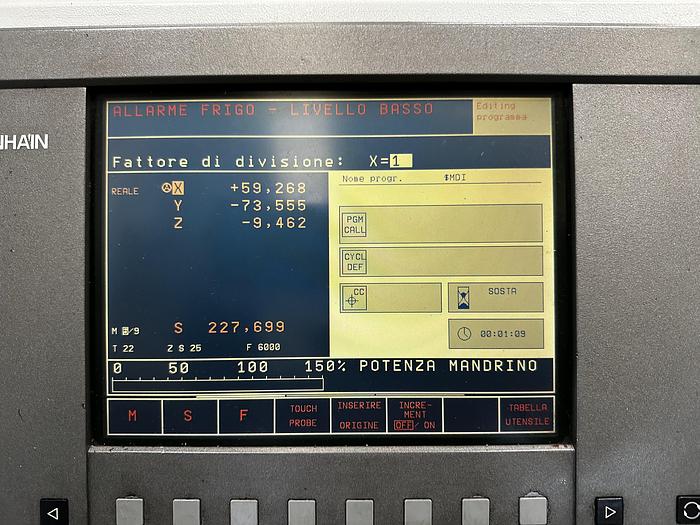 ALLARME FRIGO - LIVELLO BASSO
Editing
programma
NHAIN
Fattore di divisione: X=1
Nome progr. $MDI
REALE X +59,268
Y -73,555
Z -9,462
PGM
CALL
CYCL
DEF
CC
SOSTA
00:01:09
S 227,699
M /9
T 22 Z S 25 F 6000
0 50 100 150% POTENZA MANDRINO
M
S
F
TOUCH
PROBE
INSERIRE
ORIGINE
INCRE-
MENT
OFF/ ON
TABELLA
UTENSILE